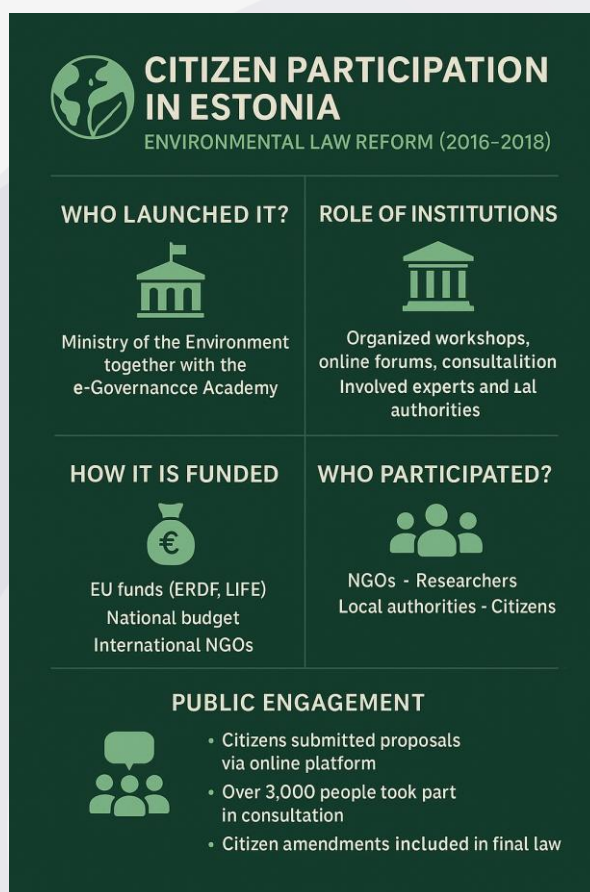 CITIZEN PARTICIPATION
IN ESTONIA
ENVIRONMENTAL LAW REFORM (2016–2018)
WHO LAUNCHED IT?
Ministry of the Environment
together with the
e-Governancce Academy
ROLE OF INSTITUTIONS
Organized workshops,
online forums, consultalition
Involved experts and ıal
authorities
HOW IT IS FUNDED
€
EU funds (ERDF, LIFE)
National budget
International NGOs
WHO PARTICIPATED?
NGOs - Researchers
Local authorities - Citizens
PUBLIC ENGAGEMENT
• Citizens submitted proposals
via online platform
• Over 3,000 people took part
in consultation
• Citizen amendments included in final law